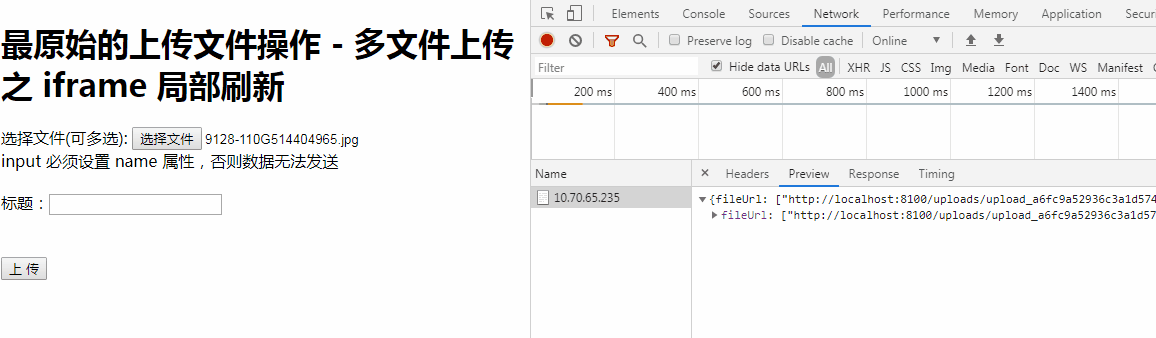 最原始的上传文件操作 - 多文件上传
之 iframe 局部刷新
选择文件(可多选): 选择文件 9128-110G514404965.jpg
input 必须设置 name 属性，否则数据无法发送
标题：
上 传
Elements Console Sources Network Performance Memory Application Securi
Preserve log Disable cache Online
Filter Hide data URLs All XHR JS CSS Img Media Font Doc WS Manifest
200 ms 400 ms 600 ms 800 ms 1000 ms 1200 ms 1400 ms
Name × Headers Preview Response Timing
10.70.65.235
{fileUrl: ["http://localhost:8100/uploads/upload_a6fc9a52936c3a1d574
fileUrl: ["http://localhost:8100/uploads/upload_a6fc9a52936c3a1d57